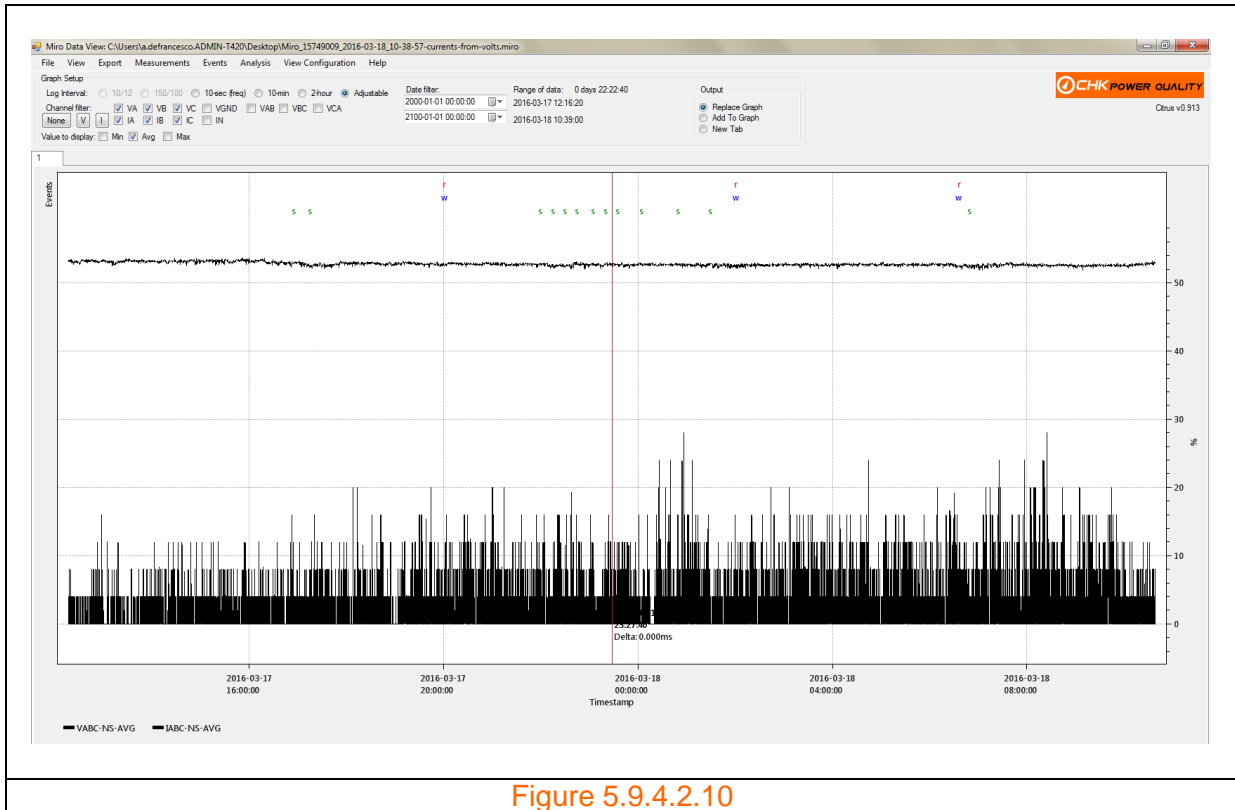 Miro Data View: C:\Users\a.defrancesco.ADMIN-T420\Desktop\Miro_15749009_2016-03-18_10-38-57-currents-from-volts.miro
File View Export Measurements Events Analysis View Configuration Help
Graph Setup
Log Interval: 10/12 150/180 10-sec (freq) 10-min 2-hour Adjustable
Channel filter: VA VB VC VGND VAB VBC VCA
None V I IA IB IC IN
Value to display: Min Avg Max
Date filter:
2000-01-01 00:00:00
2100-01-01 00:00:00
Range of data: 0 days 22:22:40
2016-03-17 12:16:20
2016-03-18 10:39:00
Output
Replace Graph
Add To Graph
New Tab
CHK POWER QUALITY
Citrus v0.913
1
Events
r r r
w w w
s s s s s s s s s s s s s
50
40
30
%
20
10
0
23:27:40
Delta: 0.000ms
2016-03-17 2016-03-17 2016-03-18 2016-03-18 2016-03-18
16:00:00 20:00:00 00:00:00 04:00:00 08:00:00
Timestamp
VABC-NS-AVG IABC-NS-AVG
Figure 5.9.4.2.10